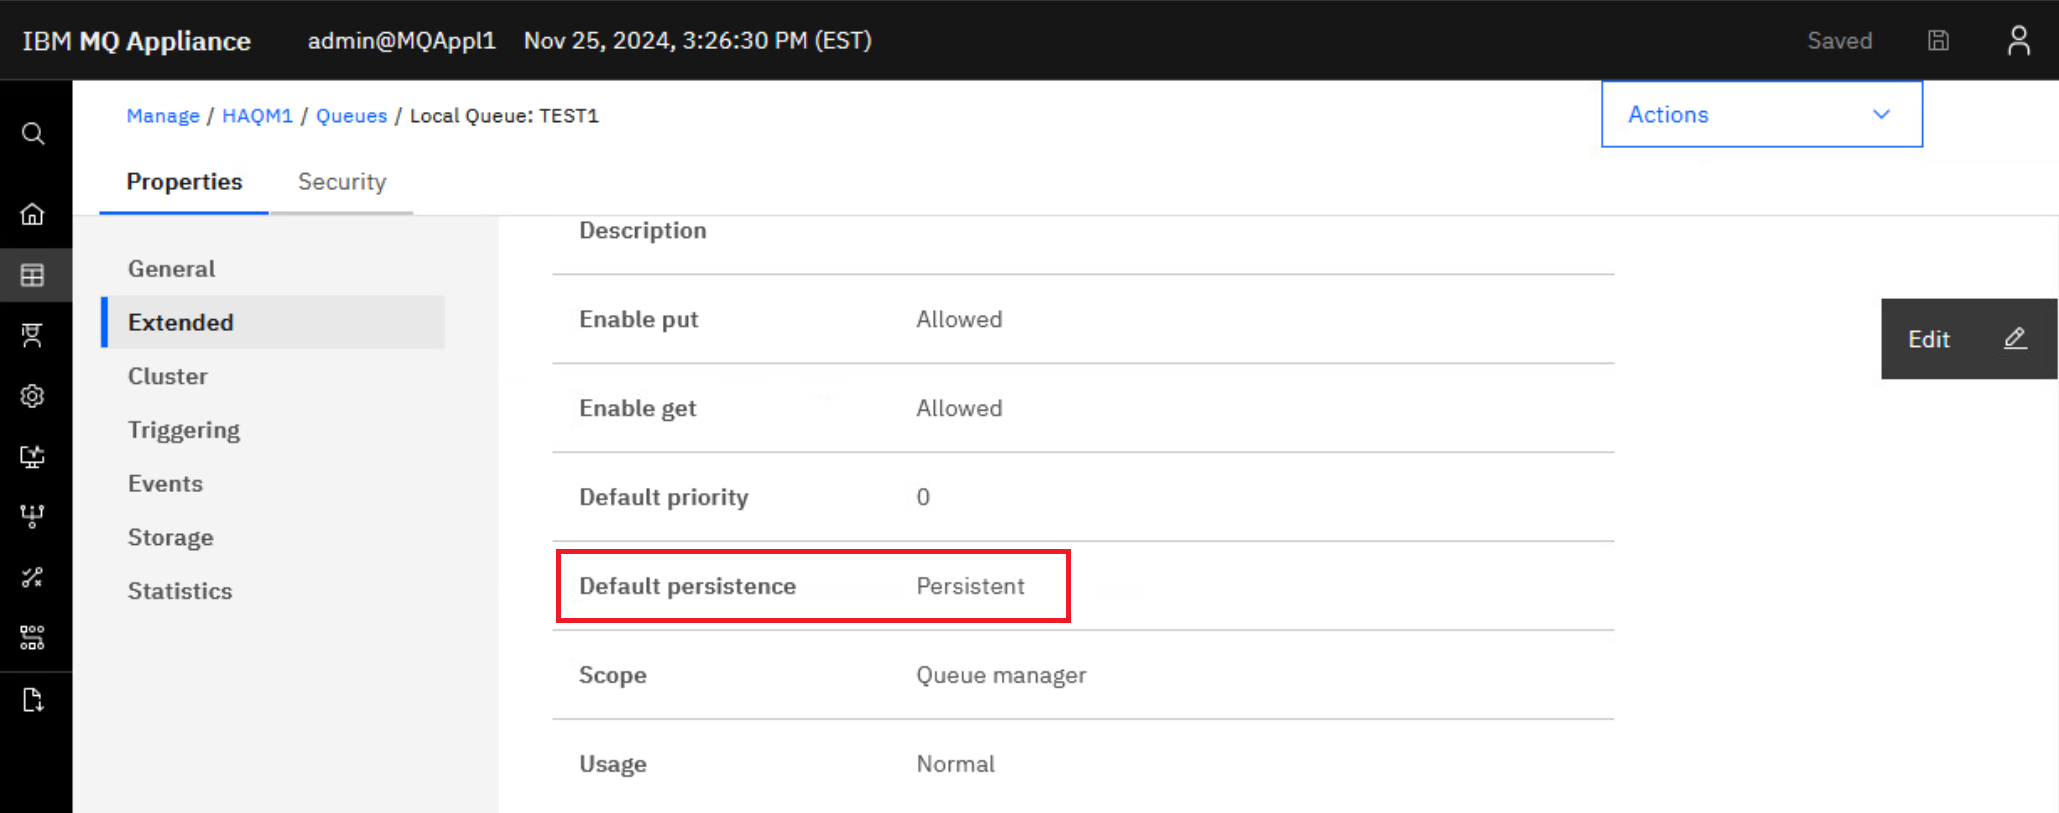 IBM MQ Appliance admin@MQAppl1 Nov 25, 2024, 3:26:30 PM (EST) Saved
Manage / HAQM1 / Queues / Local Queue: TEST1
Actions
Properties Security
General
Extended
Cluster
Triggering
Events
Storage
Statistics
Description
Enable put Allowed
Enable get Allowed
Default priority 0
Default persistence Persistent
Scope Queue manager
Usage Normal
Edit